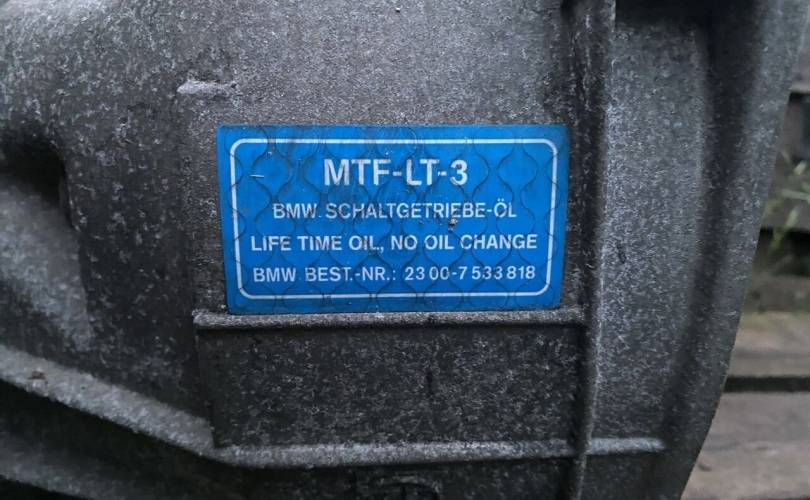 MTF-LT-3
BMW SCHALTGETRIEBE-ÖL
LIFE TIME OIL, NO OIL CHANGE
BMW BEST.-NR.: 23 00-7 533 818